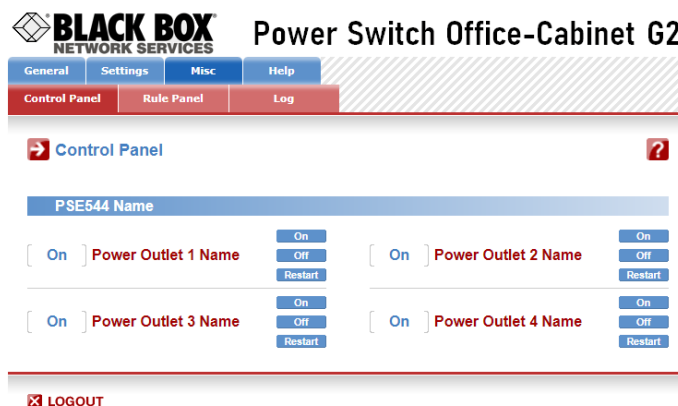 BLACK BOX®
NETWORK SERVICES
Power Switch Office-Cabinet G2
General Settings Misc Help
Control Panel Rule Panel Log
Control Panel ?
PSE544 Name
On Power Outlet 1 Name On Off Restart
On Power Outlet 2 Name On Off Restart
On Power Outlet 3 Name On Off Restart
On Power Outlet 4 Name On Off Restart
LOGOUT